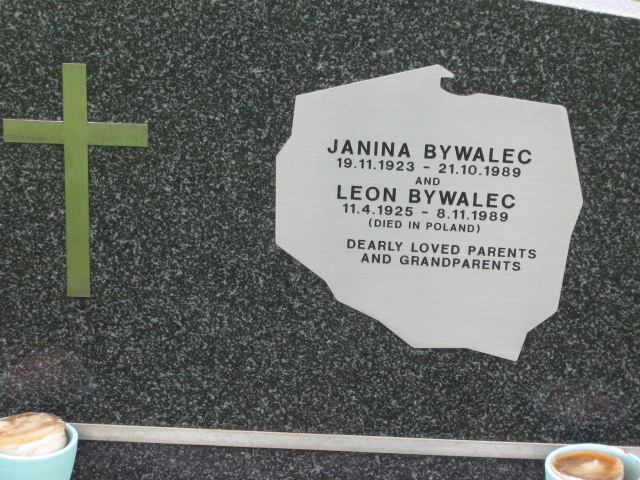 JANINA BYWALEC
19.11.1923 - 21.10.1989
AND
LEON BYWALEC
11.4.1925 - 8.11.1989
(DIED IN POLAND)
DEARLY LOVED PARENTS
AND GRANDPARENTS